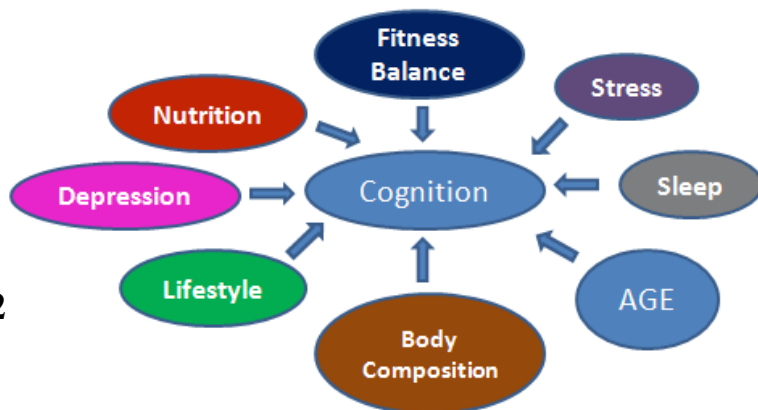 Fitness
Balance
Stress
Nutrition
Cognition
Sleep
Depression
Lifestyle
AGE
Body
Composition
2